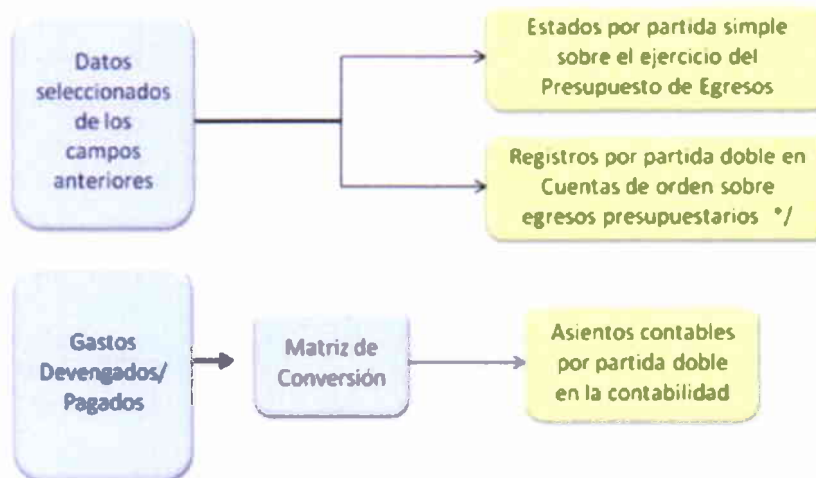 Datos
seleccionados
de los
campos
anteriores
Estados por partida simple
sobre el ejercicio del
Presupuesto de Egresos
Registros por partida doble en
Cuentas de orden sobre
egresos presupuestarios */
Gastos
Devengados/
Pagados
Matriz de
Conversión
Asientos contables
por partida doble
en la contabilidad